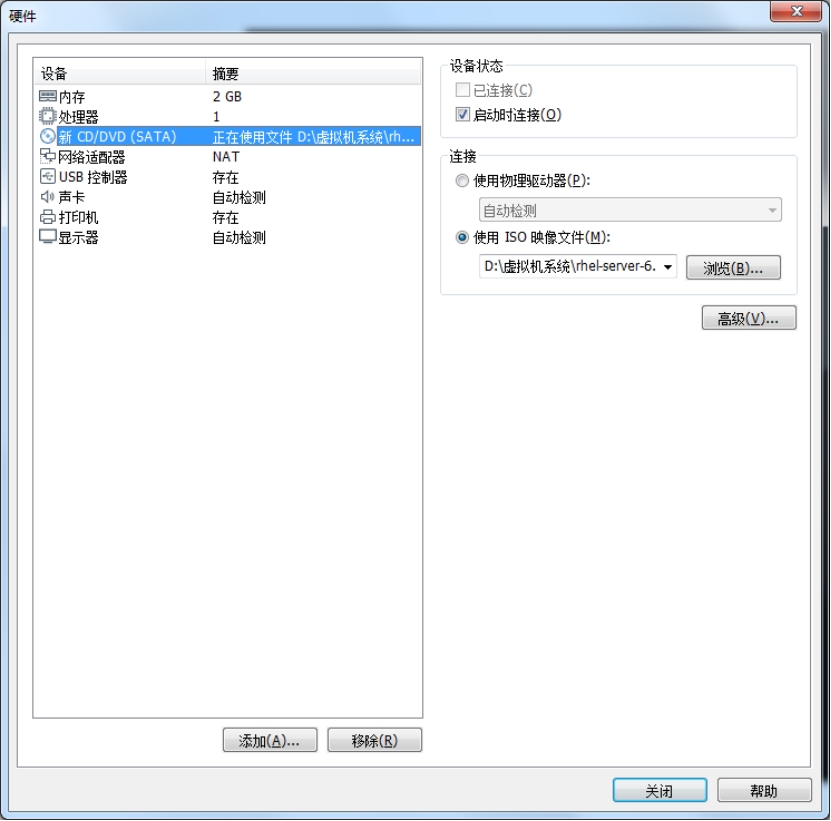 硬件
设备 摘要
内存 2 GB
处理器 1
新 CD/DVD (SATA) 正在使用文件 D:\虚拟机系统\rh...
网络适配器 NAT
USB 控制器 存在
声卡 自动检测
打印机 存在
显示器 自动检测
添加(A)...
移除(R)
设备状态
已连接(C)
启动时连接(O)
连接
使用物理驱动器(P):
自动检测
使用 ISO 映像文件(M):
D:\虚拟机系统\rhel-server-6.
浏览(B)...
高级(V)...
关闭
帮助